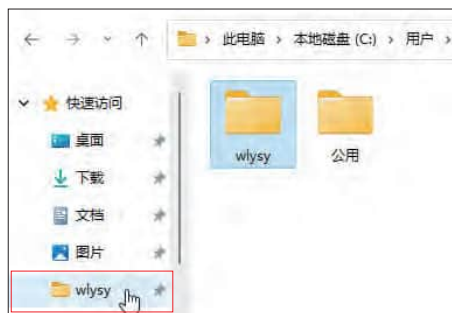 此电脑 › 本地磁盘 (C:) › 用户 ›
快速访问
桌面
下载
文档
图片
wlysy
wlysy
公用